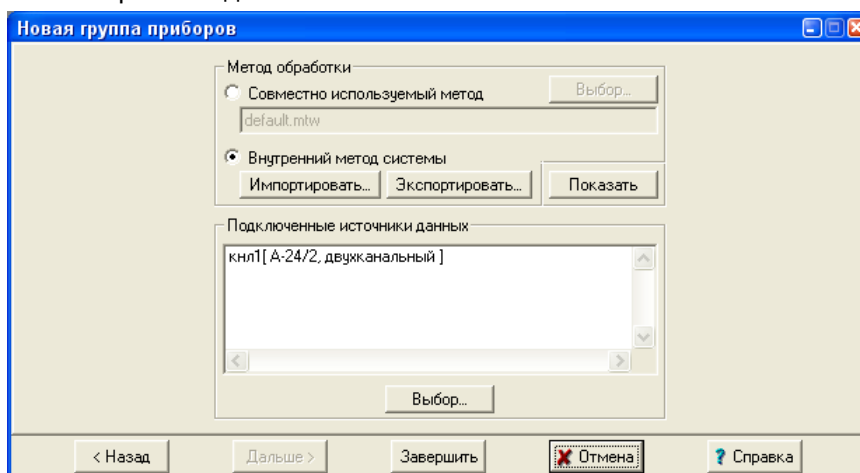 Новая группа приборов
Метод обработки
Совместно используемый метод
Выбор...
default.mtw
Внутренний метод системы
Импортировать...
Экспортировать...
Показать
Подключенные источники данных
кнл1[ А-24/2, двухканальный ]
Выбор...
< Назад
Дальше >
Завершить
Отмена
? Справка